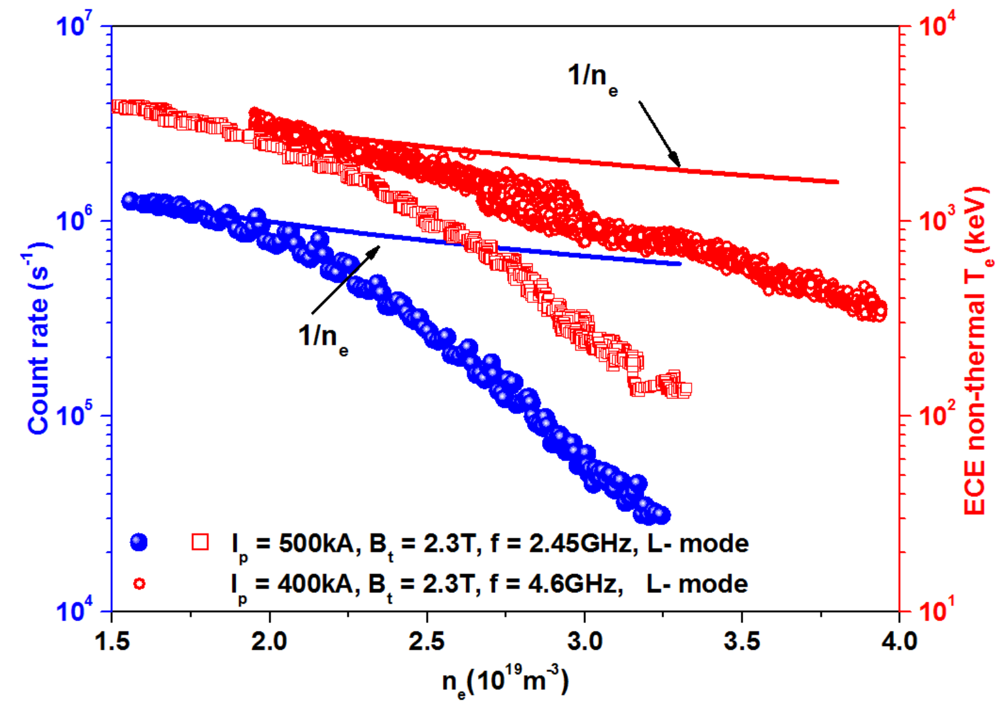 10⁷
10⁶
10⁵
10⁴
Count rate (s⁻¹)
10⁴
10³
10²
10¹
ECE non-thermal Tₑ (keV)
1/nₑ
1/nₑ
Iₚ = 500kA, Bₜ = 2.3T, f = 2.45GHz, L- mode
Iₚ = 400kA, Bₜ = 2.3T, f = 4.6GHz, L- mode
1.5 2.0 2.5 3.0 3.5 4.0
nₑ(10¹⁹m⁻³)